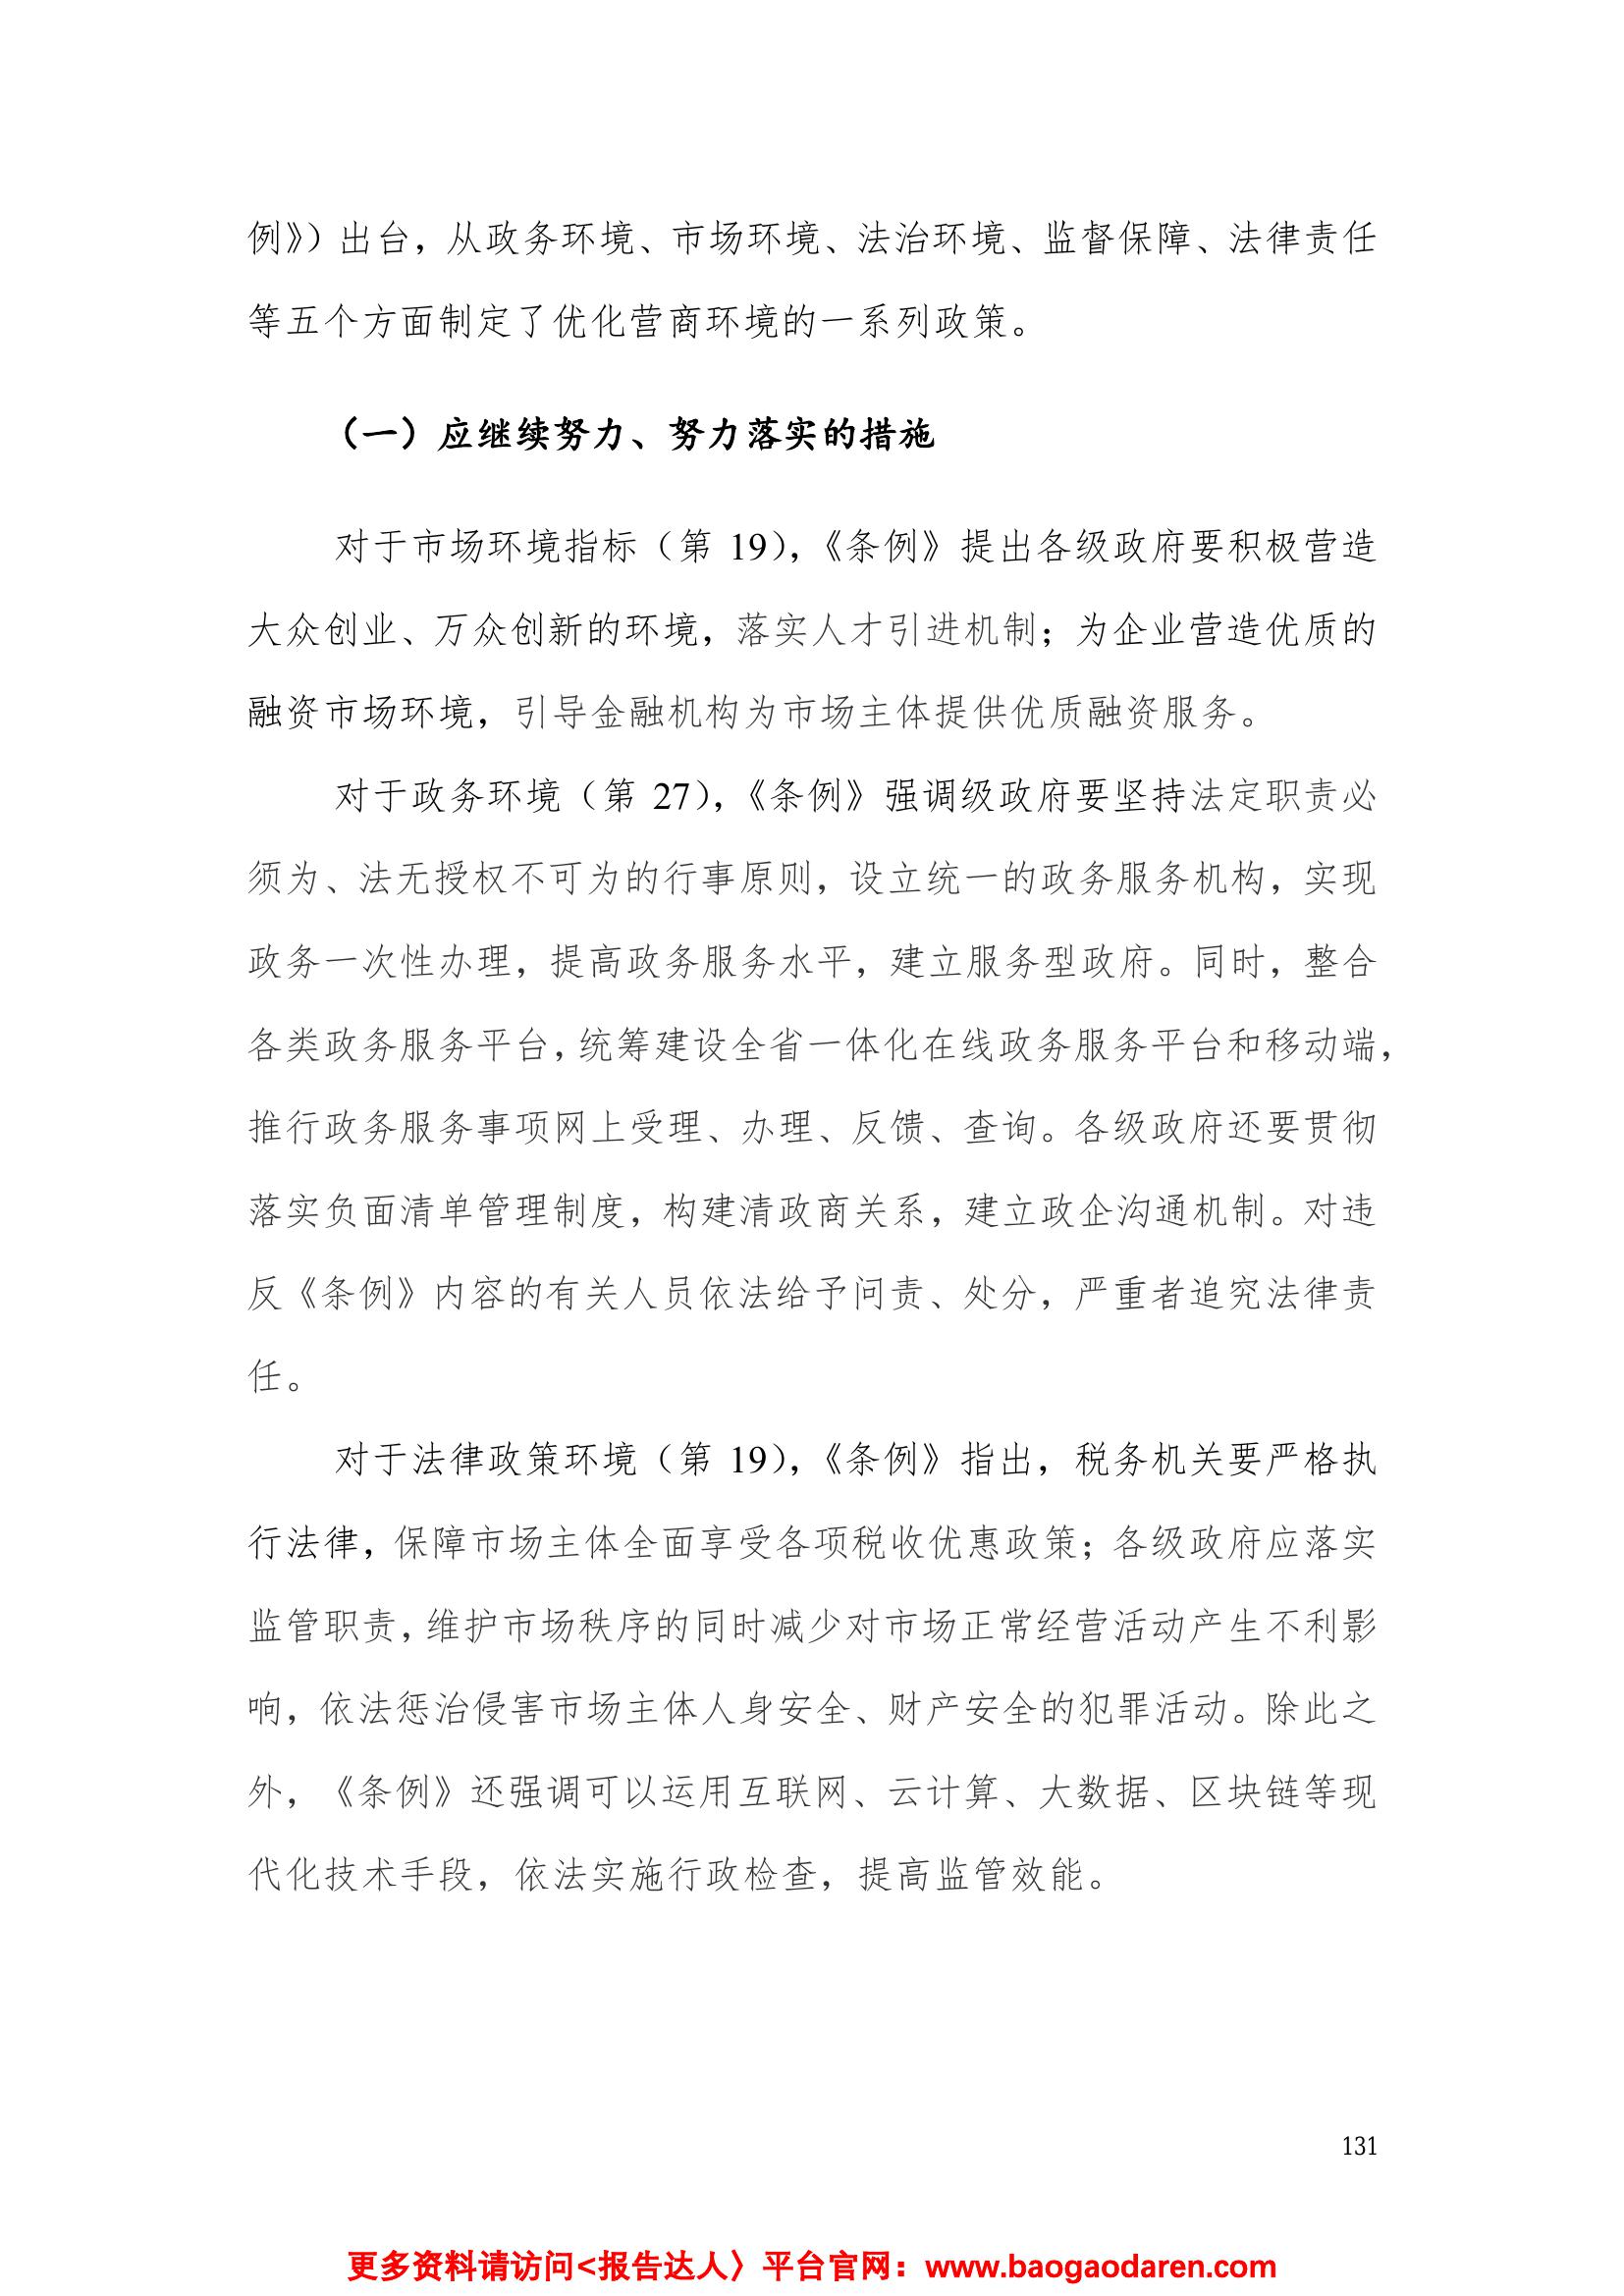 例》）出台，从政务环境、市场环境、法治环境、监督保障、法律责任
等五个方面制定了优化营商环境的一系列政策。
（一）应继续努力、努力落实的措施
对于市场环境指标（第 19），《条例》提出各级政府要积极营造
大众创业、万众创新的环境，落实人才引进机制；为企业营造优质的
融资市场环境，引导金融机构为市场主体提供优质融资服务。
对于政务环境（第 27），《条例》强调级政府要坚持法定职责必
须为、法无授权不可为的行事原则，设立统一的政务服务机构，实现
政务一次性办理，提高政务服务水平，建立服务型政府。同时，整合
各类政务服务平台，统筹建设全省一体化在线政务服务平台和移动端，
推行政务服务事项网上受理、办理、反馈、查询。各级政府还要贯彻
落实负面清单管理制度，构建清政商关系，建立政企沟通机制。对违
反《条例》内容的有关人员依法给予问责、处分，严重者追究法律责
任。
对于法律政策环境（第 19），《条例》指出，税务机关要严格执
行法律，保障市场主体全面享受各项税收优惠政策；各级政府应落实
监管职责，维护市场秩序的同时减少对市场正常经营活动产生不利影
响，依法惩治侵害市场主体人身安全、财产安全的犯罪活动。除此之
外，《条例》还强调可以运用互联网、云计算、大数据、区块链等现
代化技术手段，依法实施行政检查，提高监管效能。
131
更多资料请访问<报告达人〉平台官网：www.baogaodaren.com